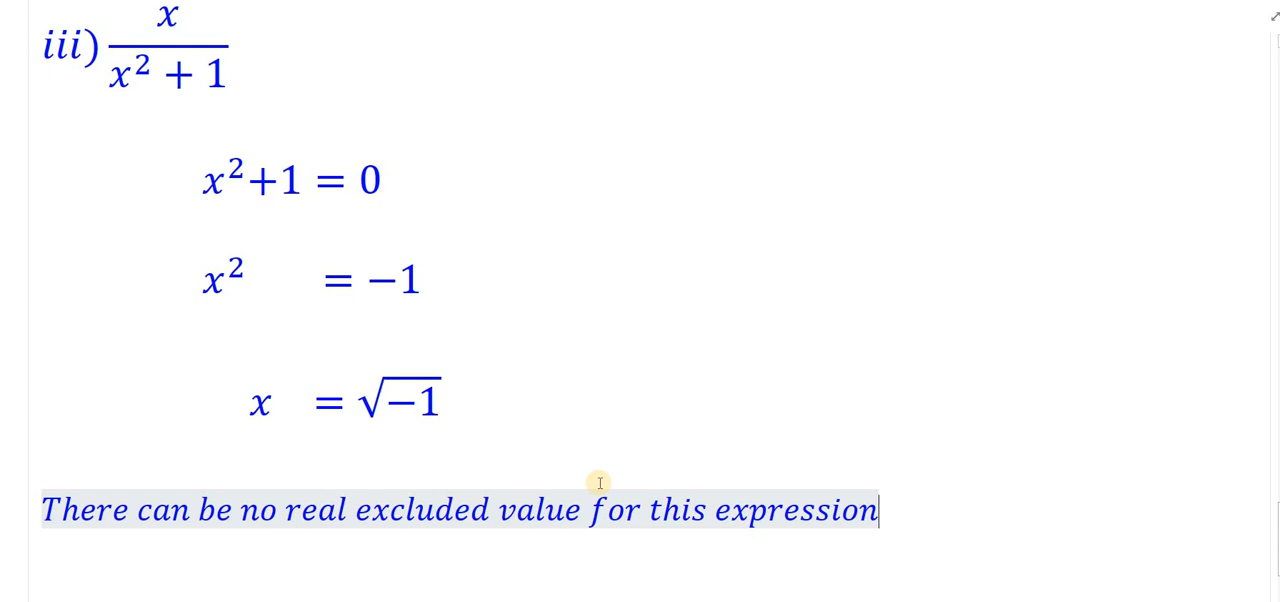 iii) x / (x² + 1)
x²+1 = 0
x² = −1
x = √−1
There can be no real excluded value for this expression